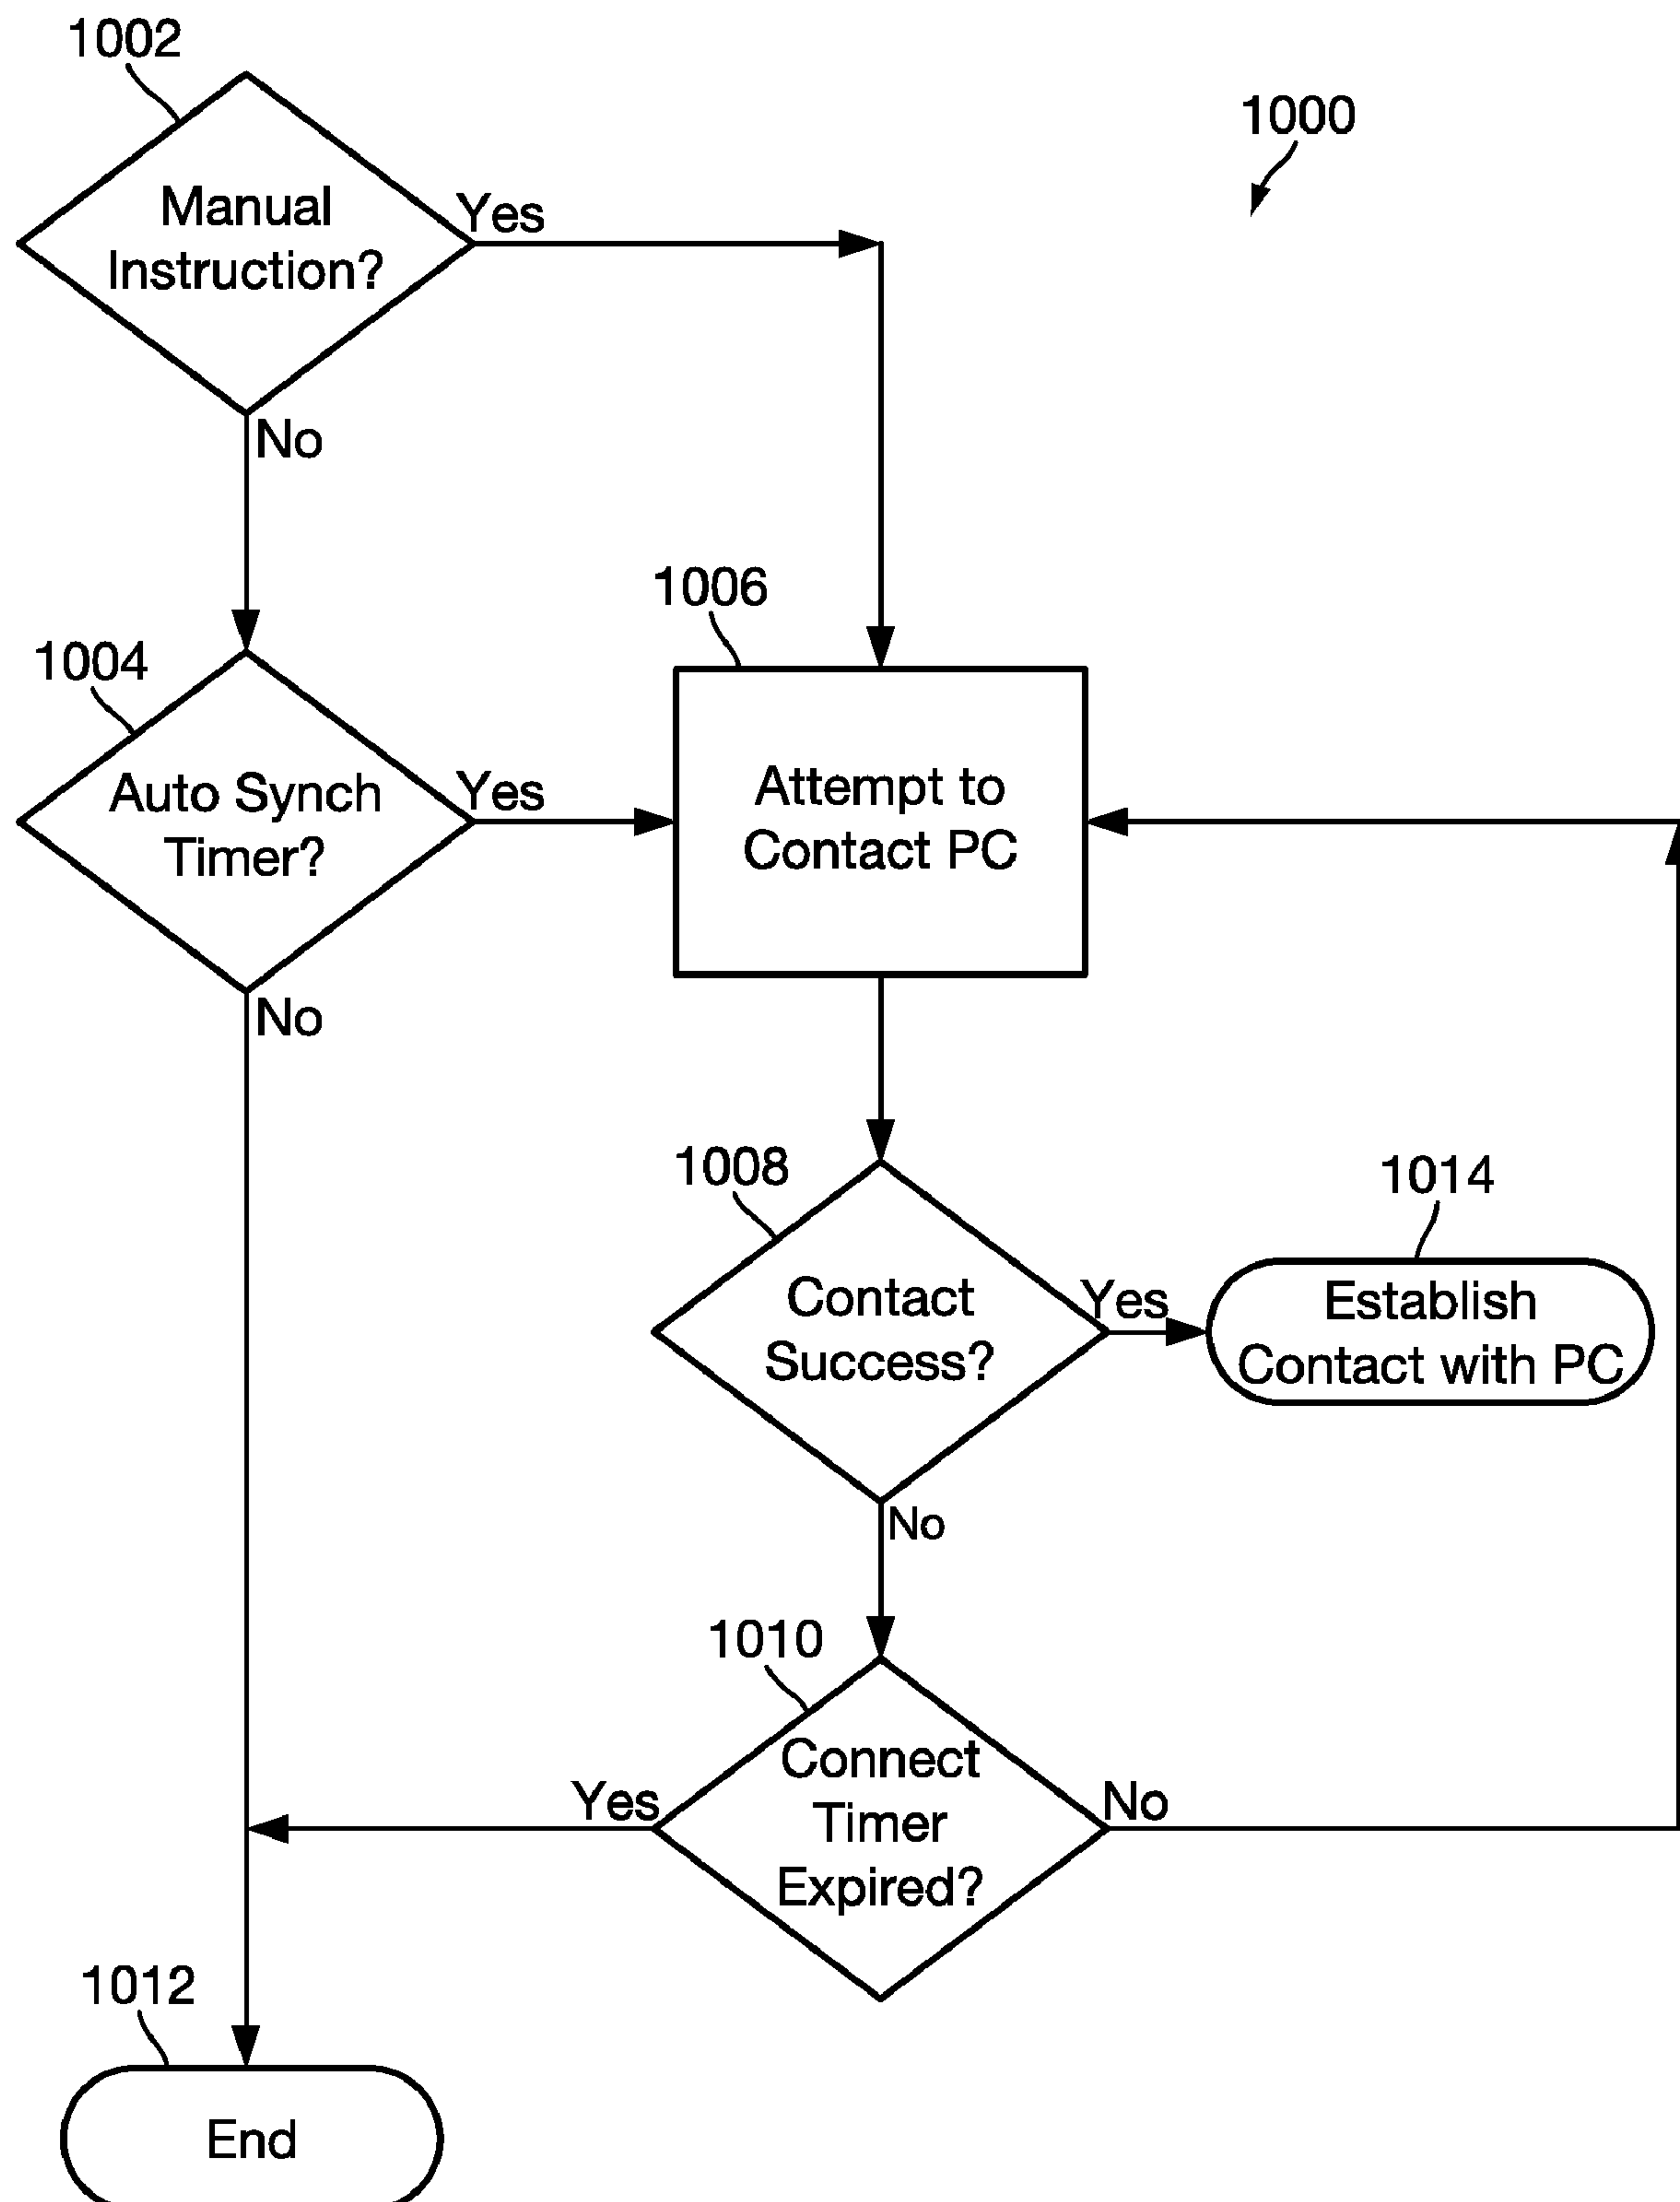 1002
1000
Manual
Instruction?
Yes
No
1006
1004
Auto Synch
Timer?
Yes
Attempt to
Contact PC
No
1008
1014
Contact
Success?
Yes
Establish
Contact with PC
No
1010
Connect
Timer
Expired?
Yes
No
1012
End